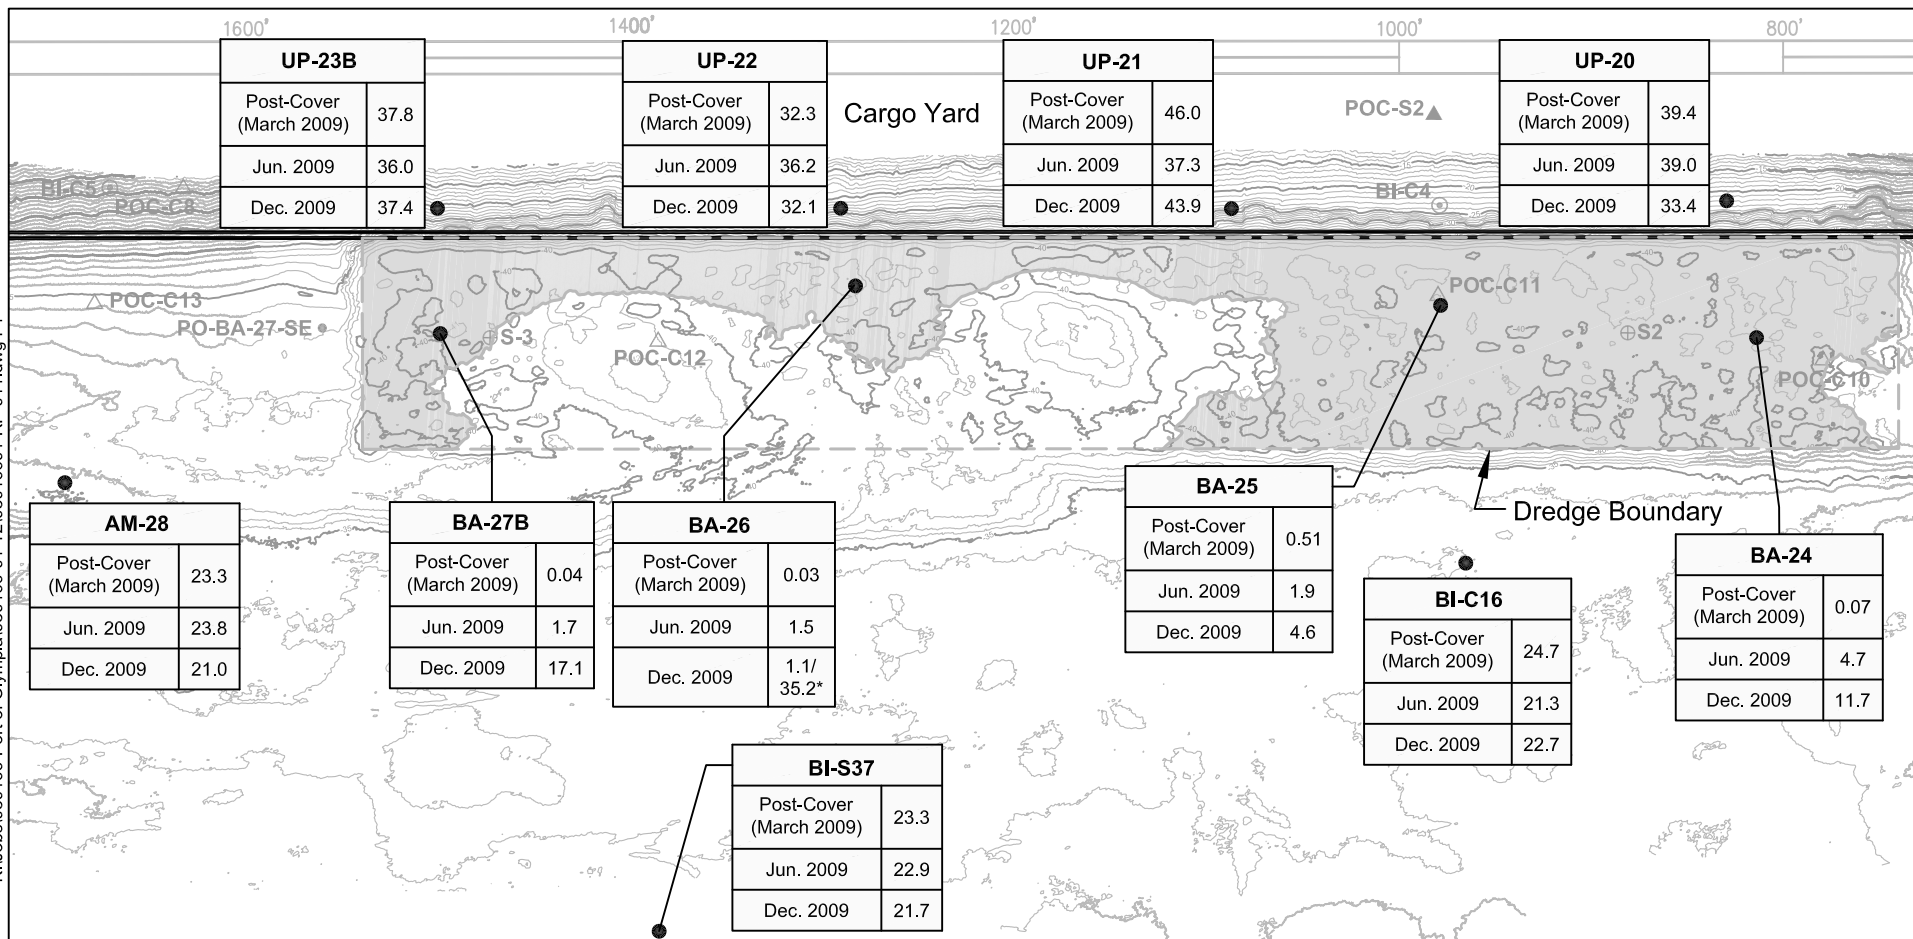 1600' 1400' 1200' 1000' 800'
UP-23B
Post-Cover (March 2009) 37.8
Jun. 2009 36.0
Dec. 2009 37.4
UP-22
Post-Cover (March 2009) 32.3
Jun. 2009 36.2
Dec. 2009 32.1
Cargo Yard
UP-21
Post-Cover (March 2009) 46.0
Jun. 2009 37.3
Dec. 2009 43.9
POC-S2
BI-C4
UP-20
Post-Cover (March 2009) 39.4
Jun. 2009 39.0
Dec. 2009 33.4
BI-C5
POC-C8
POC-C13
PO-BA-27-SE
S-3
POC-C12
POC-C11
S2
POC-C10
Dredge Boundary
AM-28
Post-Cover (March 2009) 23.3
Jun. 2009 23.8
Dec. 2009 21.0
BA-27B
Post-Cover (March 2009) 0.04
Jun. 2009 1.7
Dec. 2009 17.1
BA-26
Post-Cover (March 2009) 0.03
Jun. 2009 1.5
Dec. 2009 1.1/ 35.2*
BA-25
Post-Cover (March 2009) 0.51
Jun. 2009 1.9
Dec. 2009 4.6
BI-C16
Post-Cover (March 2009) 24.7
Jun. 2009 21.3
Dec. 2009 22.7
BA-24
Post-Cover (March 2009) 0.07
Jun. 2009 4.7
Dec. 2009 11.7
BI-S37
Post-Cover (March 2009) 23.3
Jun. 2009 22.9
Dec. 2009 21.7